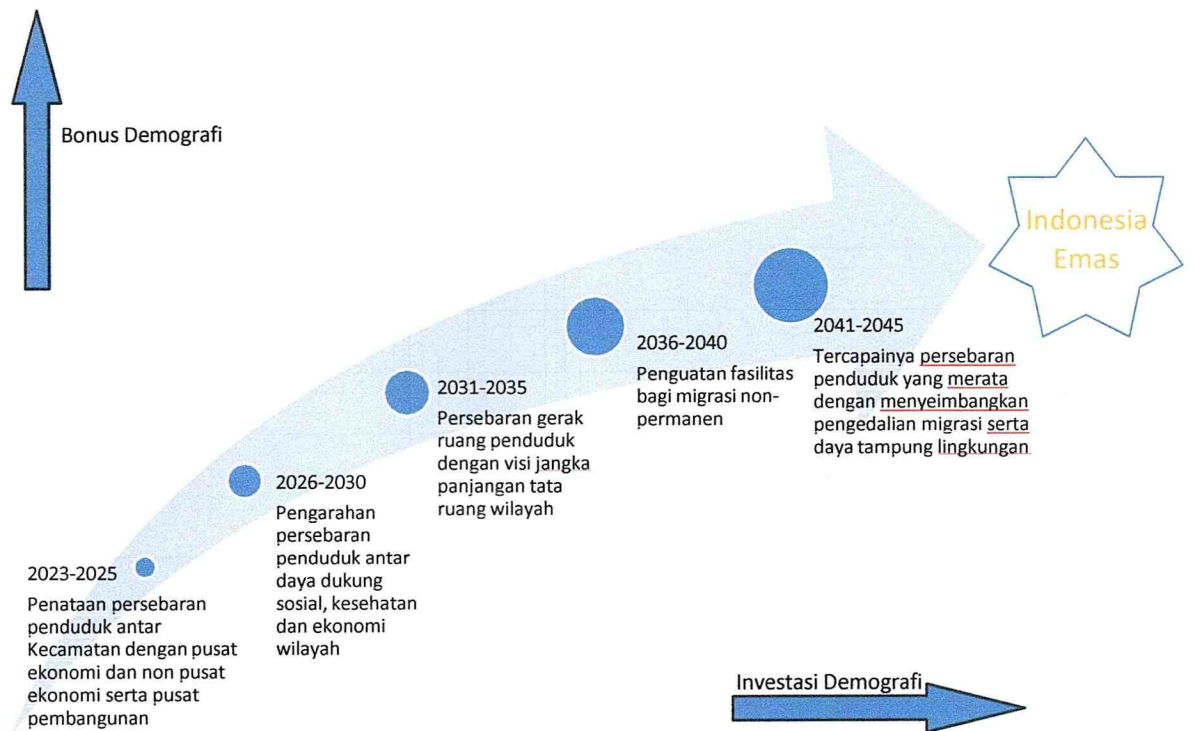 Bonus Demografi
Indonesia
Emas
2041-2045
Tercapainya persebaran
penduduk yang merata
dengan menyeimbangkan
pengedalian migrasi serta
daya tampung lingkungan
2036-2040
Penguatan fasilitas
bagi migrasi non-
permanen
2031-2035
Persebaran gerak
ruang penduduk
dengan visi jangka
panjangan tata
ruang wilayah
2026-2030
Pengarahan
persebaran
penduduk antar
daya dukung
sosial, kesehatan
dan ekonomi
wilayah
2023-2025
Penataan persebaran
penduduk antar
Kecamatan dengan pusat
ekonomi dan non pusat
ekonomi serta pusat
pembangunan
Investasi Demografi